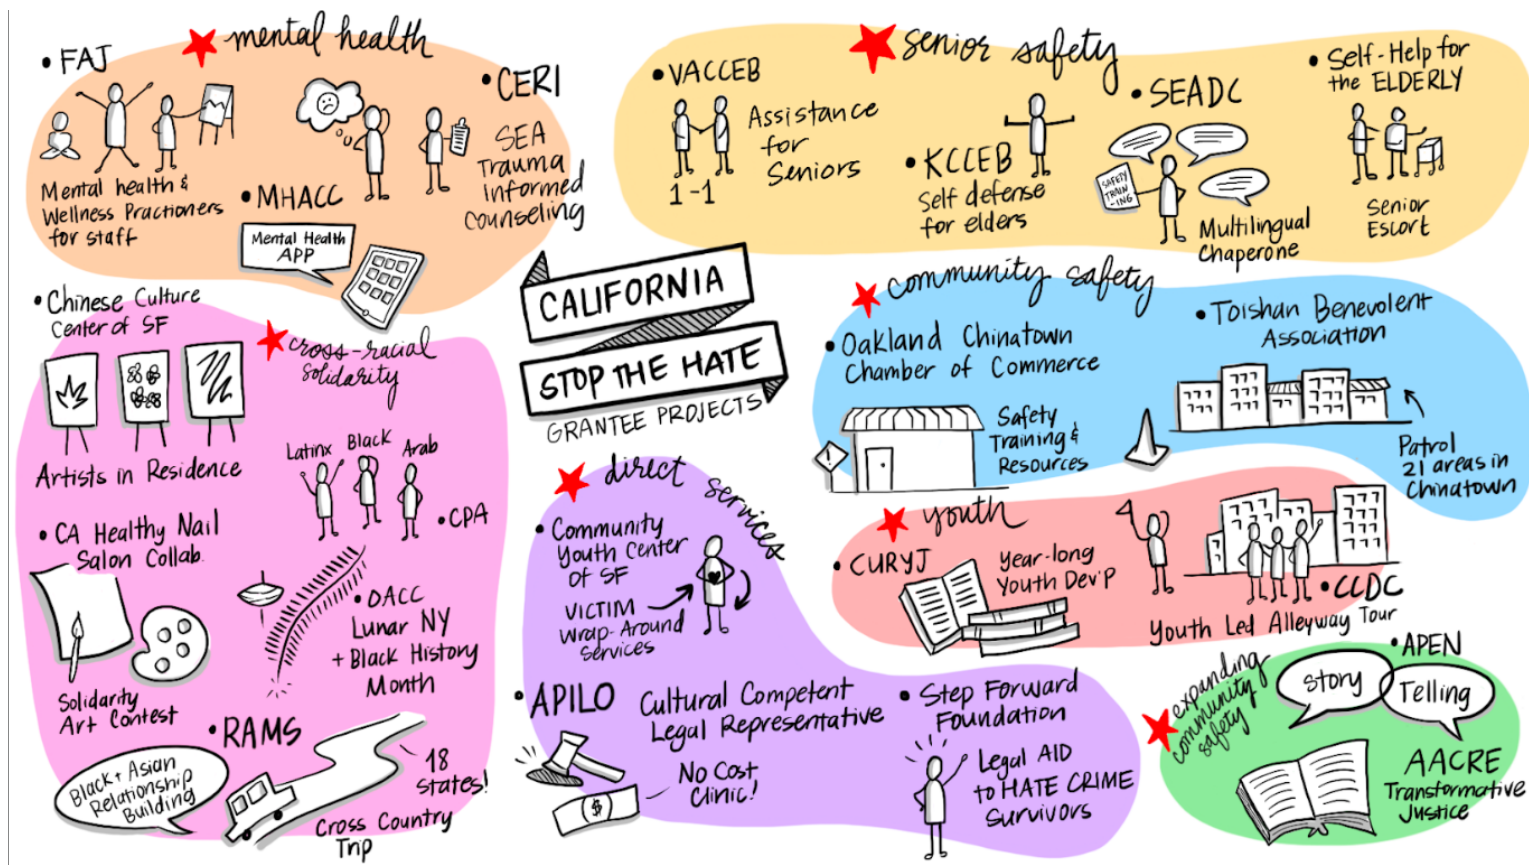 mental health
• FAJ
Mental health &
Wellness Practioners
for staff
• MHACC
Mental Health
APP
• CERI
SEA
Trauma
Informed
Counseling
senior safety
• VACCEB
1-1
Assistance
for
Seniors
• KCCEB
Self defense
for elders
• SEADC
SAFETY
TRAIN
-ING
Multilingual
Chaperone
• Self-Help for
the ELDERLY
Senior
Escort
CALIFORNIA
STOP THE HATE
GRANTEE PROJECTS
cross-racial
solidarity
• Chinese Culture
Center of SF
Artists in Residence
Latinx Black Arab
• CPA
• CA Healthy Nail
Salon Collab.
Solidarity
Art Contest
• OACC
Lunar NY
+ Black History
Month
• RAMS
Black + Asian
Relationship
Building
18
States!
Cross Country
Trip
community safety
• Oakland Chinatown
Chamber of Commerce
!
Safety
Training &
Resources
• Toishan Benevolent
Association
Patrol
21 areas in
Chinatown
direct services
• Community
Youth Center
of SF
VICTIM
Wrap-Around
Services
• APILO
Cultural Competent
Legal Representative
$
No Cost
Clinic!
• Step Forward
Foundation
Legal AID
to HATE CRIME
Survivors
youth
• CURYJ
Year-long
Youth Dev'p
• CCDC
Youth Led Alleyway Tour
expanding
community
safety
• APEN
Story
Telling
AACRE
Transformative
Justice